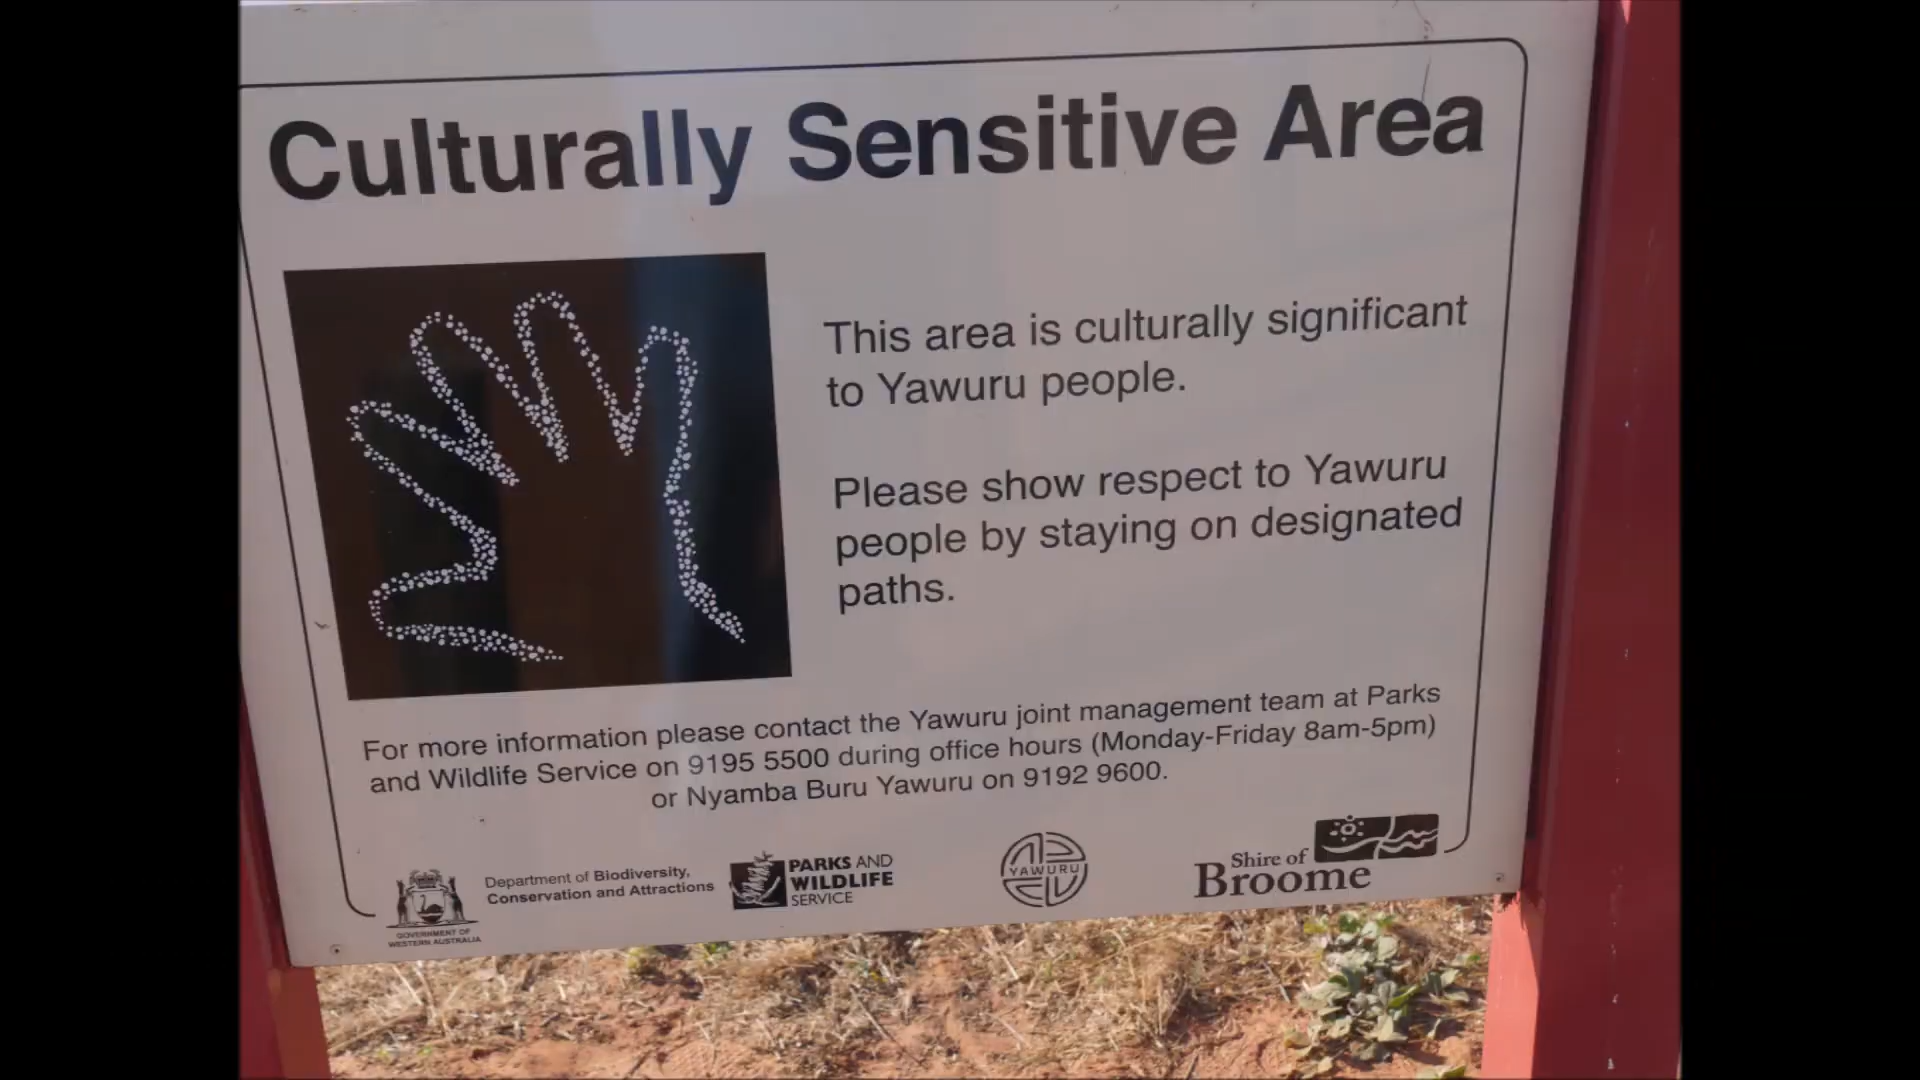 Culturally Sensitive Area
This area is culturally significant
to Yawuru people.
Please show respect to Yawuru
people by staying on designated
paths.
For more information please contact the Yawuru joint management team at Parks
and Wildlife Service on 9195 5500 during office hours (Monday-Friday 8am-5pm)
or Nyamba Buru Yawuru on 9192 9600.
GOVERNMENT OF
WESTERN AUSTRALIA
Department of Biodiversity,
Conservation and Attractions
PARKS AND
WILDLIFE
SERVICE
YAWURU
Shire of
Broome